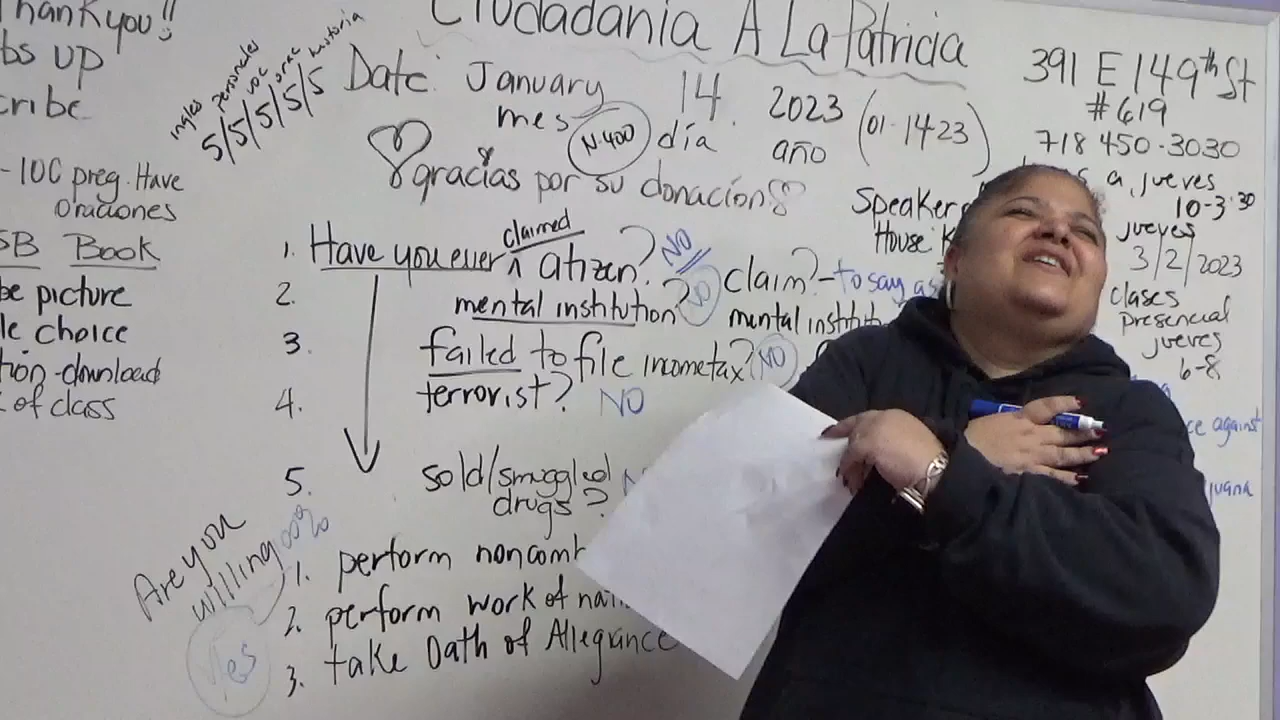 Thank you!!
bs up
cribe
Ciudadania A La Patricia
ingles personales voc orac historia
5/5/5/5/5
Date: January 14 2023 (01-14-23)
mes día año
N-400
gracias por su donación
391 E 149th St
#619
718 450-3030
a jueves
10-3:30
jueves
3/2/2023
clases
presencial
jueves
6-8
-100 preg. Have
Oraciones
SB Book
be picture
le choice
tion-download
of class
Speaker
House
1. Have you ever claimed citizen? NO
claim?-to say
2. mental institution? NO
mental institu
3. failed to file income tax? NO
4. terrorist? NO
5. sold/smuggled
drugs?
ce against
juana
Are you
willing
Yes
1. perform noncomb
2. perform work of nati
3. take Oath of Allegiance